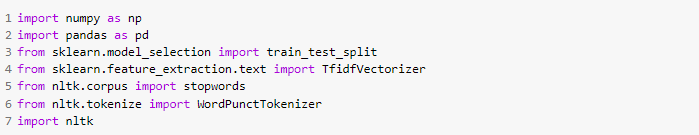 1 import numpy as np
2 import pandas as pd
3 from sklearn.model_selection import train_test_split
4 from sklearn.feature_extraction.text import TfidfVectorizer
5 from nltk.corpus import stopwords
6 from nltk.tokenize import WordPunctTokenizer
7 import nltk